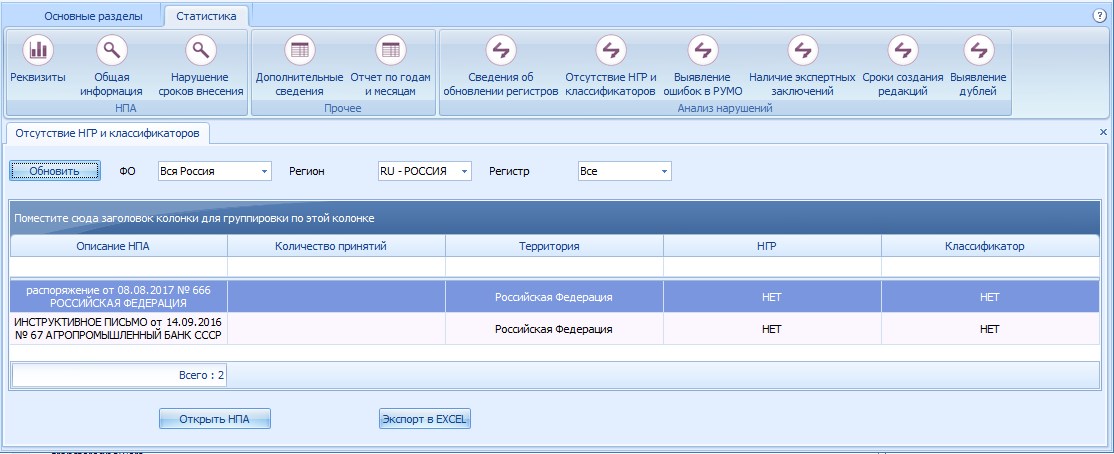 Основные разделы Статистика
Реквизиты Общая информация Нарушение сроков внесения Дополнительные сведения Отчет по годам и месяцам Сведения об обновлении регистров Отсутствие НГР и классификаторов Выявление ошибок в РУМО Наличие экспертных заключений Сроки создания редакций Выявление дублей
НПА Прочее Анализ нарушений
Отсутствие НГР и классификаторов
Обновить ФО Вся Россия Регион RU - РОССИЯ Регистр Все
Поместите сюда заголовок колонки для группировки по этой колонке
Описание НПА Количество принятий Территория НГР Классификатор
распоряжение от 08.08.2017 № 666
РОССИЙСКАЯ ФЕДЕРАЦИЯ Российская Федерация НЕТ НЕТ
ИНСТРУКТИВНОЕ ПИСЬМО от 14.09.2016
№ 67 АГРОПРОМЫШЛЕННЫЙ БАНК СССР Российская Федерация НЕТ НЕТ
Всего : 2
Открыть НПА Экспорт в EXCEL